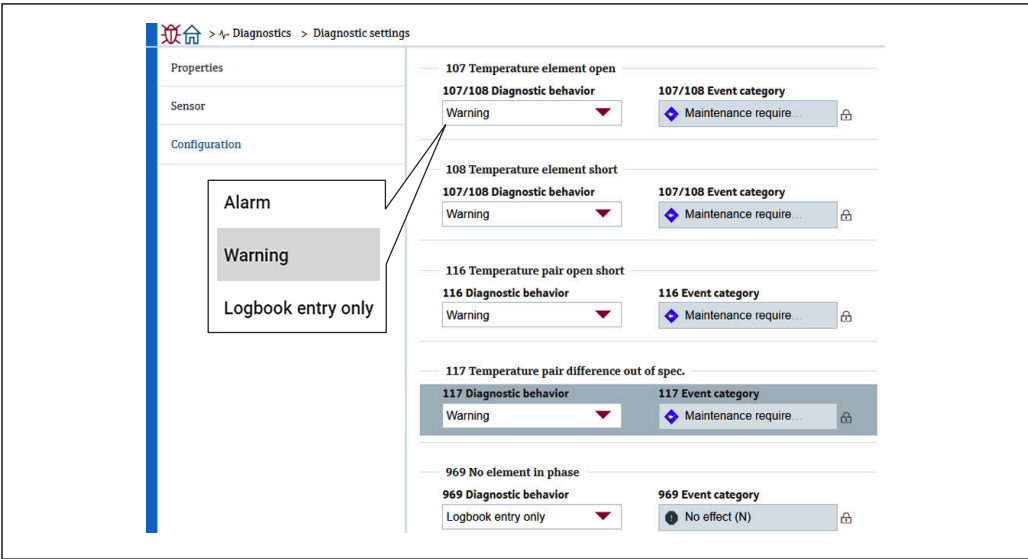 > Diagnostics > Diagnostic settings
Properties
Sensor
Configuration
Alarm
Warning
Logbook entry only
107 Temperature element open
107/108 Diagnostic behavior 107/108 Event category
Warning Maintenance require...
108 Temperature element short
107/108 Diagnostic behavior 107/108 Event category
Warning Maintenance require...
116 Temperature pair open short
116 Diagnostic behavior 116 Event category
Warning Maintenance require...
117 Temperature pair difference out of spec.
117 Diagnostic behavior 117 Event category
Warning Maintenance require...
969 No element in phase
969 Diagnostic behavior 969 Event category
Logbook entry only No effect (N)